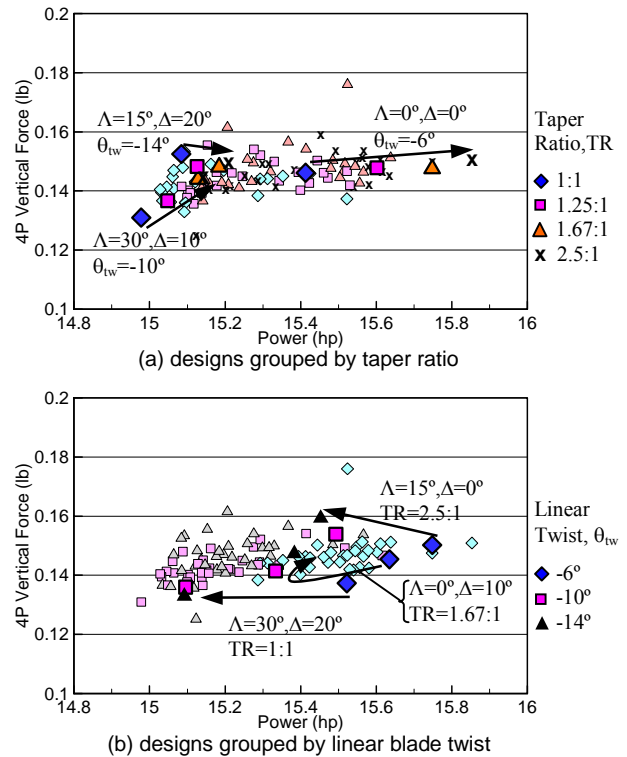 0.2
0.18
0.16
0.14
0.12
0.1
4P Vertical Force (lb)
Λ=15º,Δ=20º
θtw=-14º
Λ=0º,Δ=0º
θtw=-6º
Λ=30º,Δ=10º
θtw=-10º
Taper
Ratio,TR
1:1
1.25:1
1.67:1
2.5:1
14.8 15 15.2 15.4 15.6 15.8 16
Power (hp)
(a) designs grouped by taper ratio
0.2
0.18
0.16
0.14
0.12
0.1
4P Vertical Force (lb)
Λ=15º,Δ=0º
TR=2.5:1
Λ=0º,Δ=10º
TR=1.67:1
Λ=30º,Δ=20º
TR=1:1
Linear
Twist, θtw
-6º
-10º
-14º
14.8 15 15.2 15.4 15.6 15.8 16
Power (hp)
(b) designs grouped by linear blade twist